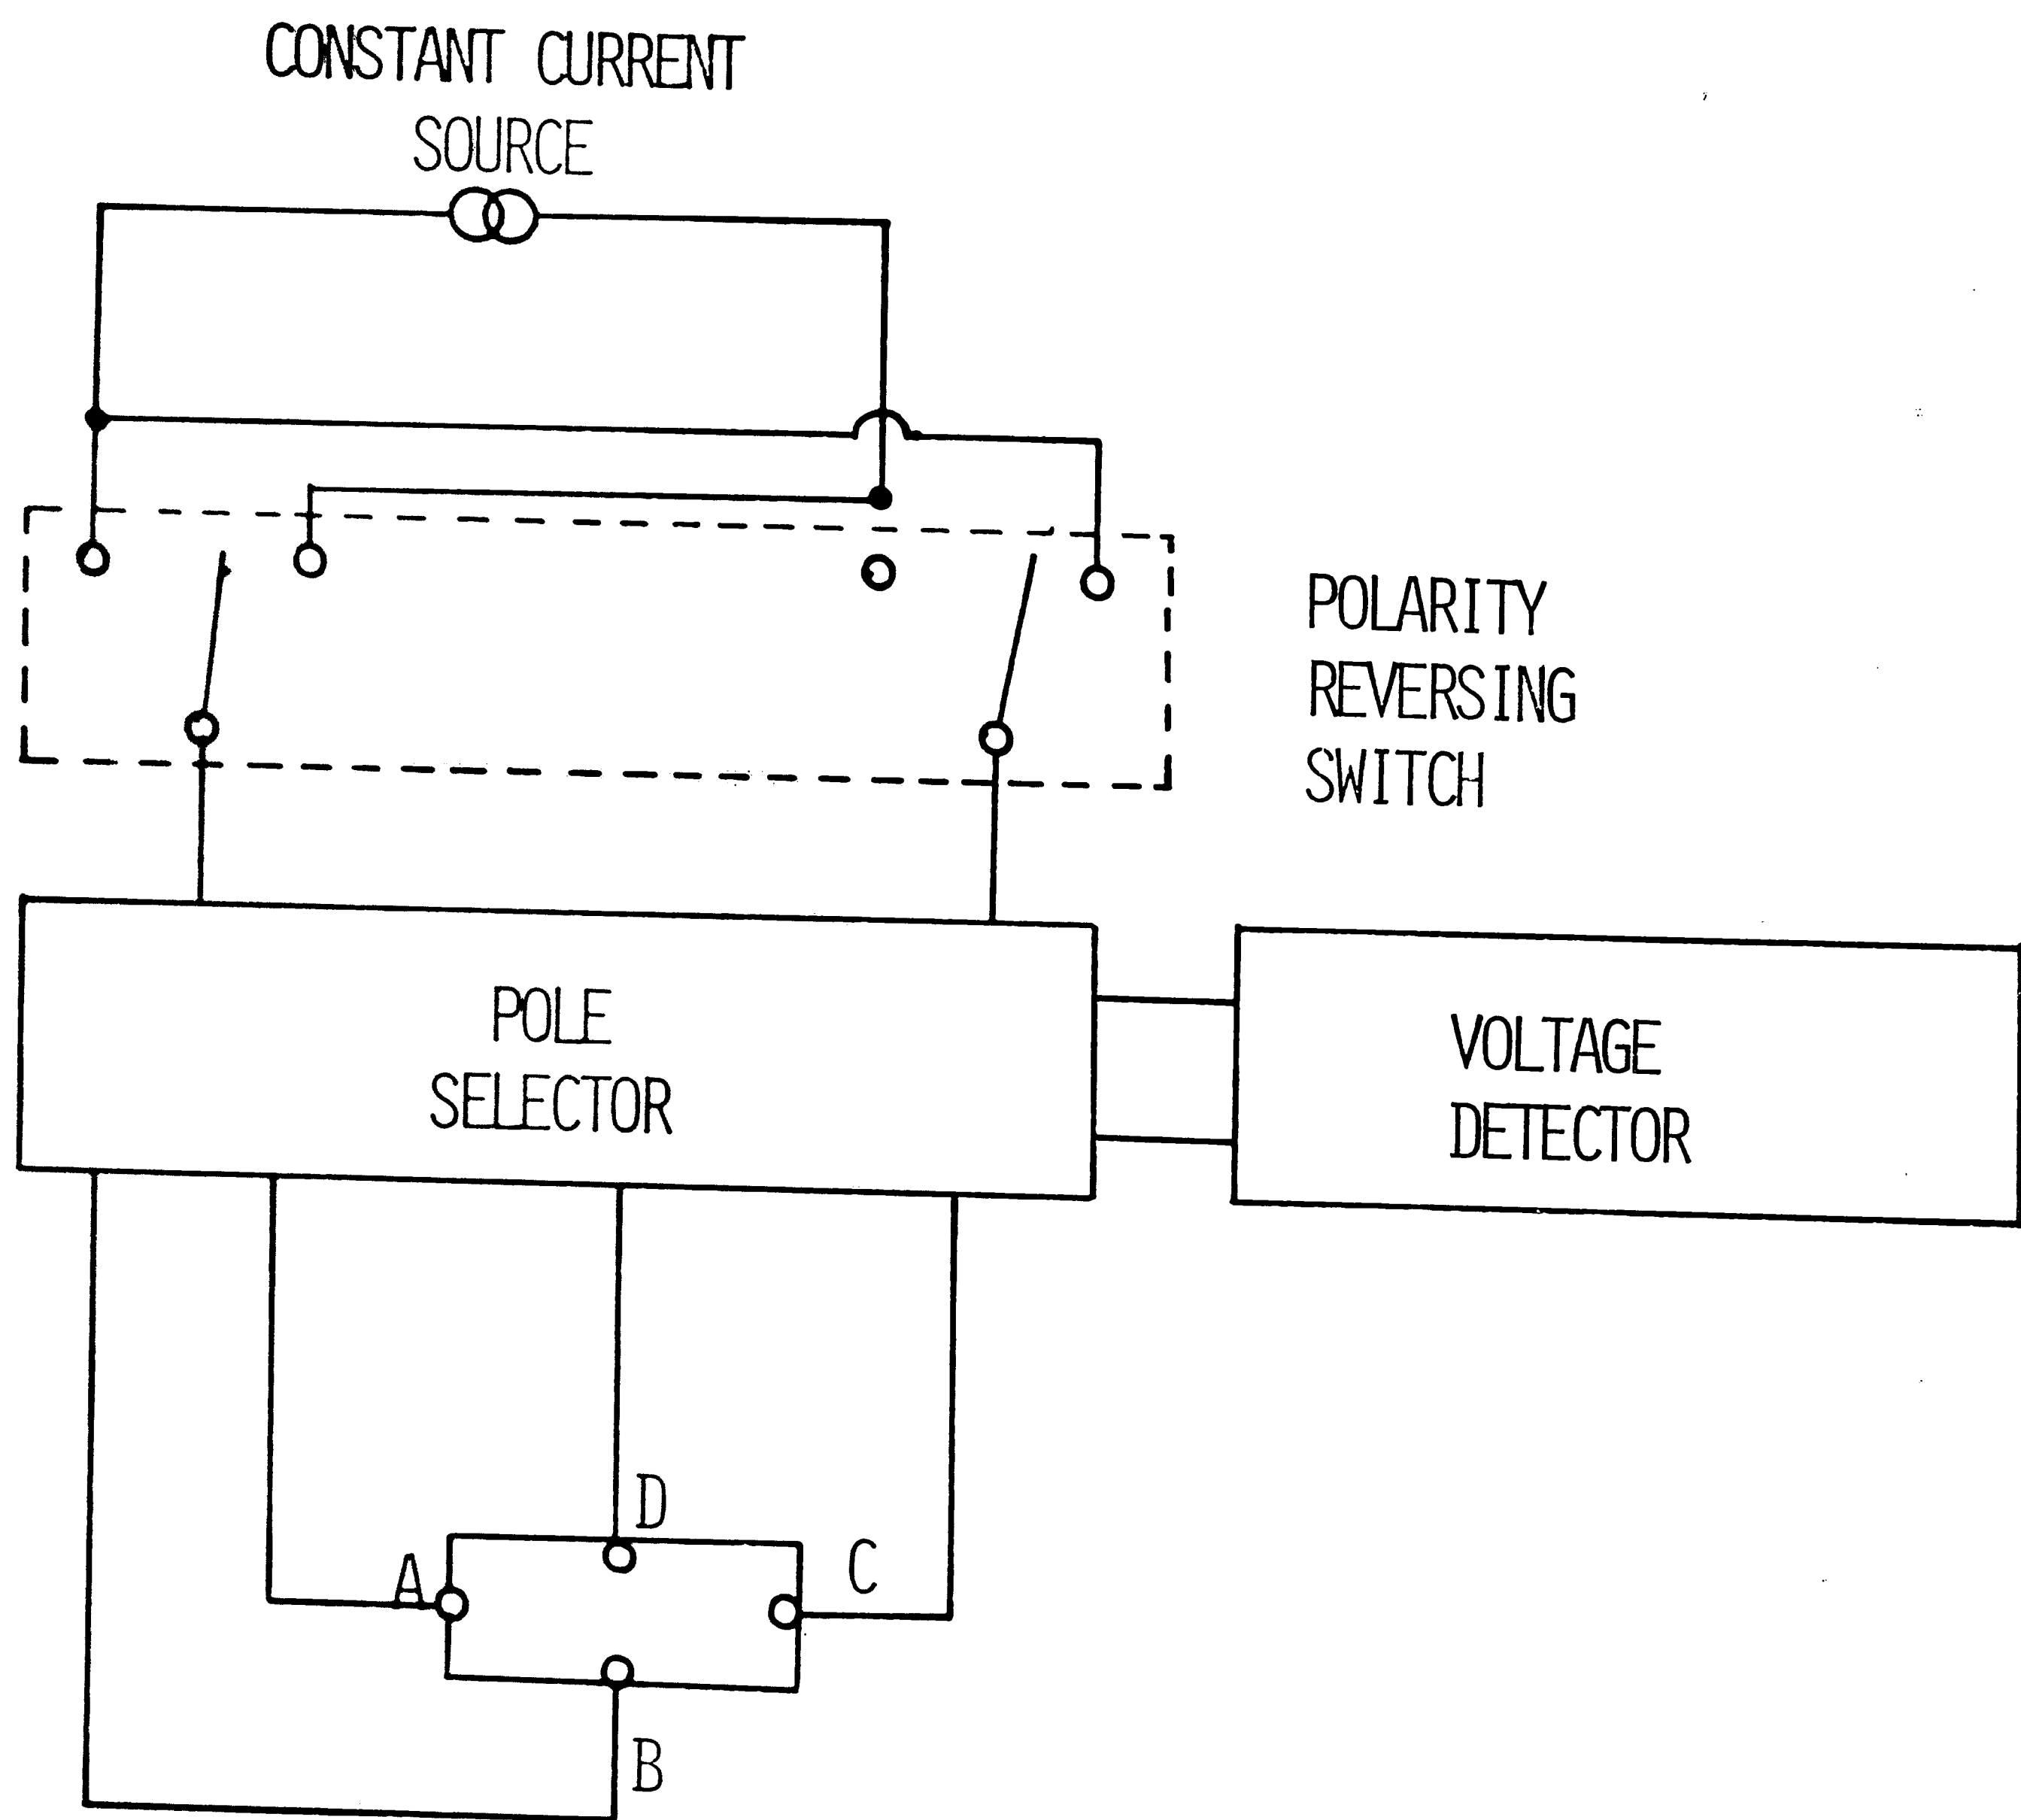 CONSTANT CURRENT
SOURCE
POLARITY
REVERSING
SWITCH
POLE
SELECTOR
VOLTAGE
DETECTOR
D
A
C
B